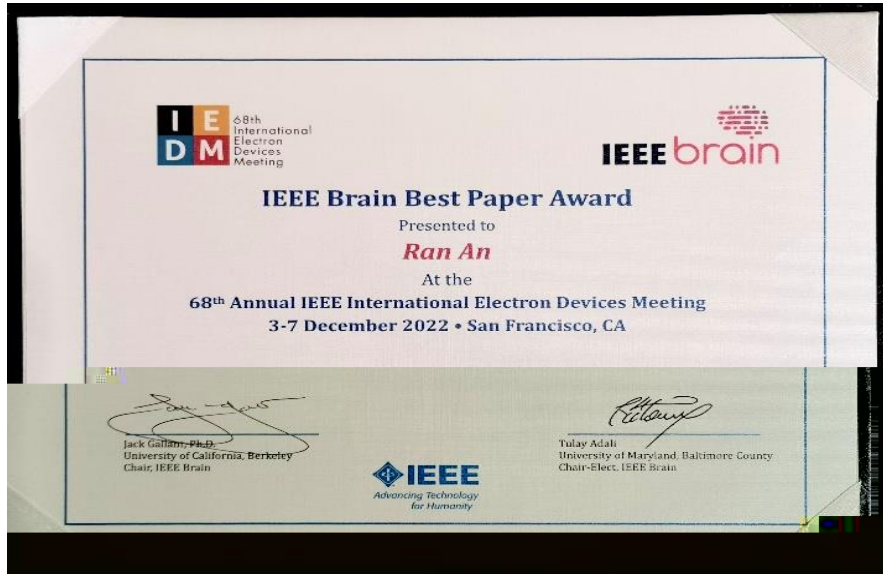 IE
DM
68th
International
Electron
Devices
Meeting
IEEE brain
IEEE Brain Best Paper Award
Presented to
Ran An
At the
68th Annual IEEE International Electron Devices Meeting
3-7 December 2022 • San Francisco, CA
Jack Gallant, Ph.D.
University of California, Berkeley
Chair, IEEE Brain
Tulay Adali
University of Maryland, Baltimore County
Chair-Elect, IEEE Brain
IEEE
Advancing Technology
for Humanity